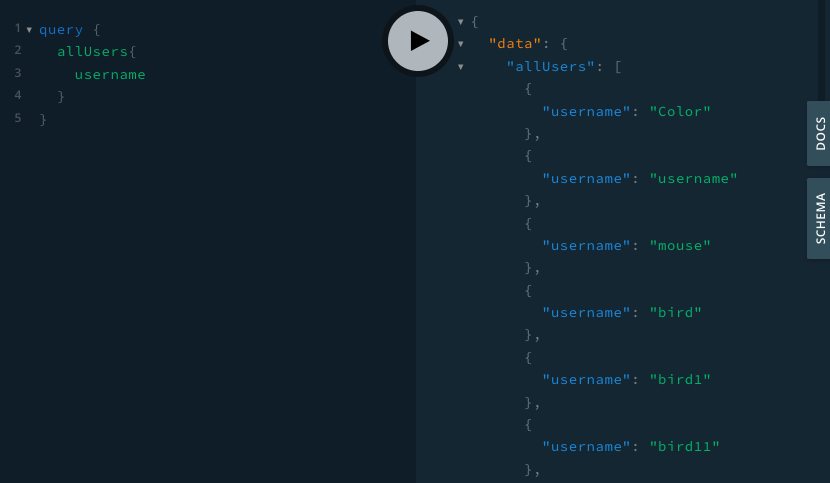 1 ▾ query {
2 allUsers{
3 username
4 }
5 }
▾ {
▾ "data": {
▾ "allUsers": [
{
"username": "Color"
},
{
"username": "username"
},
{
"username": "mouse"
},
{
"username": "bird"
},
{
"username": "bird1"
},
{
"username": "bird11"
},
DOCS
SCHEMA